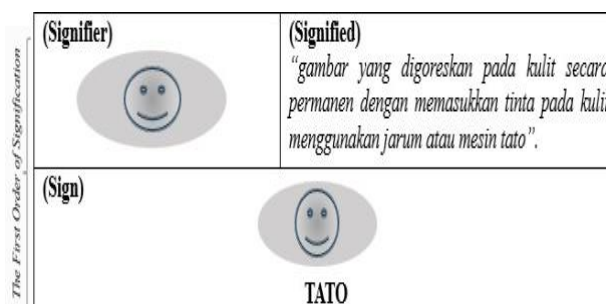 The First Order of Signification
(Signifier)
(Signified)
“gambar yang digoreskan pada kulit secara
permanen dengan memasukkan tinta pada kulit
menggunakan jarum atau mesin tato”.
(Sign)
TATO